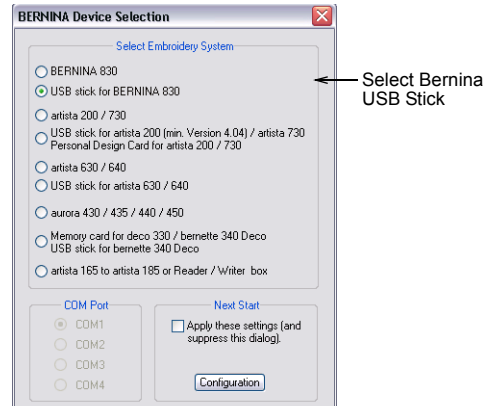 BERNINA Device Selection
Select Embroidery System
BERNINA 830
USB stick for BERNINA 830
artista 200 / 730
USB stick for artista 200 (min. Version 4.04) / artista 730
Personal Design Card for artista 200 / 730
artista 630 / 640
USB stick for artista 630 / 640
aurora 430 / 435 / 440 / 450
Memory card for deco 330 / bernette 340 Deco
USB stick for bernette 340 Deco
artista 165 to artista 185 or Reader / Writer box
Select Bernina
USB Stick
COM Port
COM1
COM2
COM3
COM4
Next Start
Apply these settings (and
suppress this dialog).
Configuration